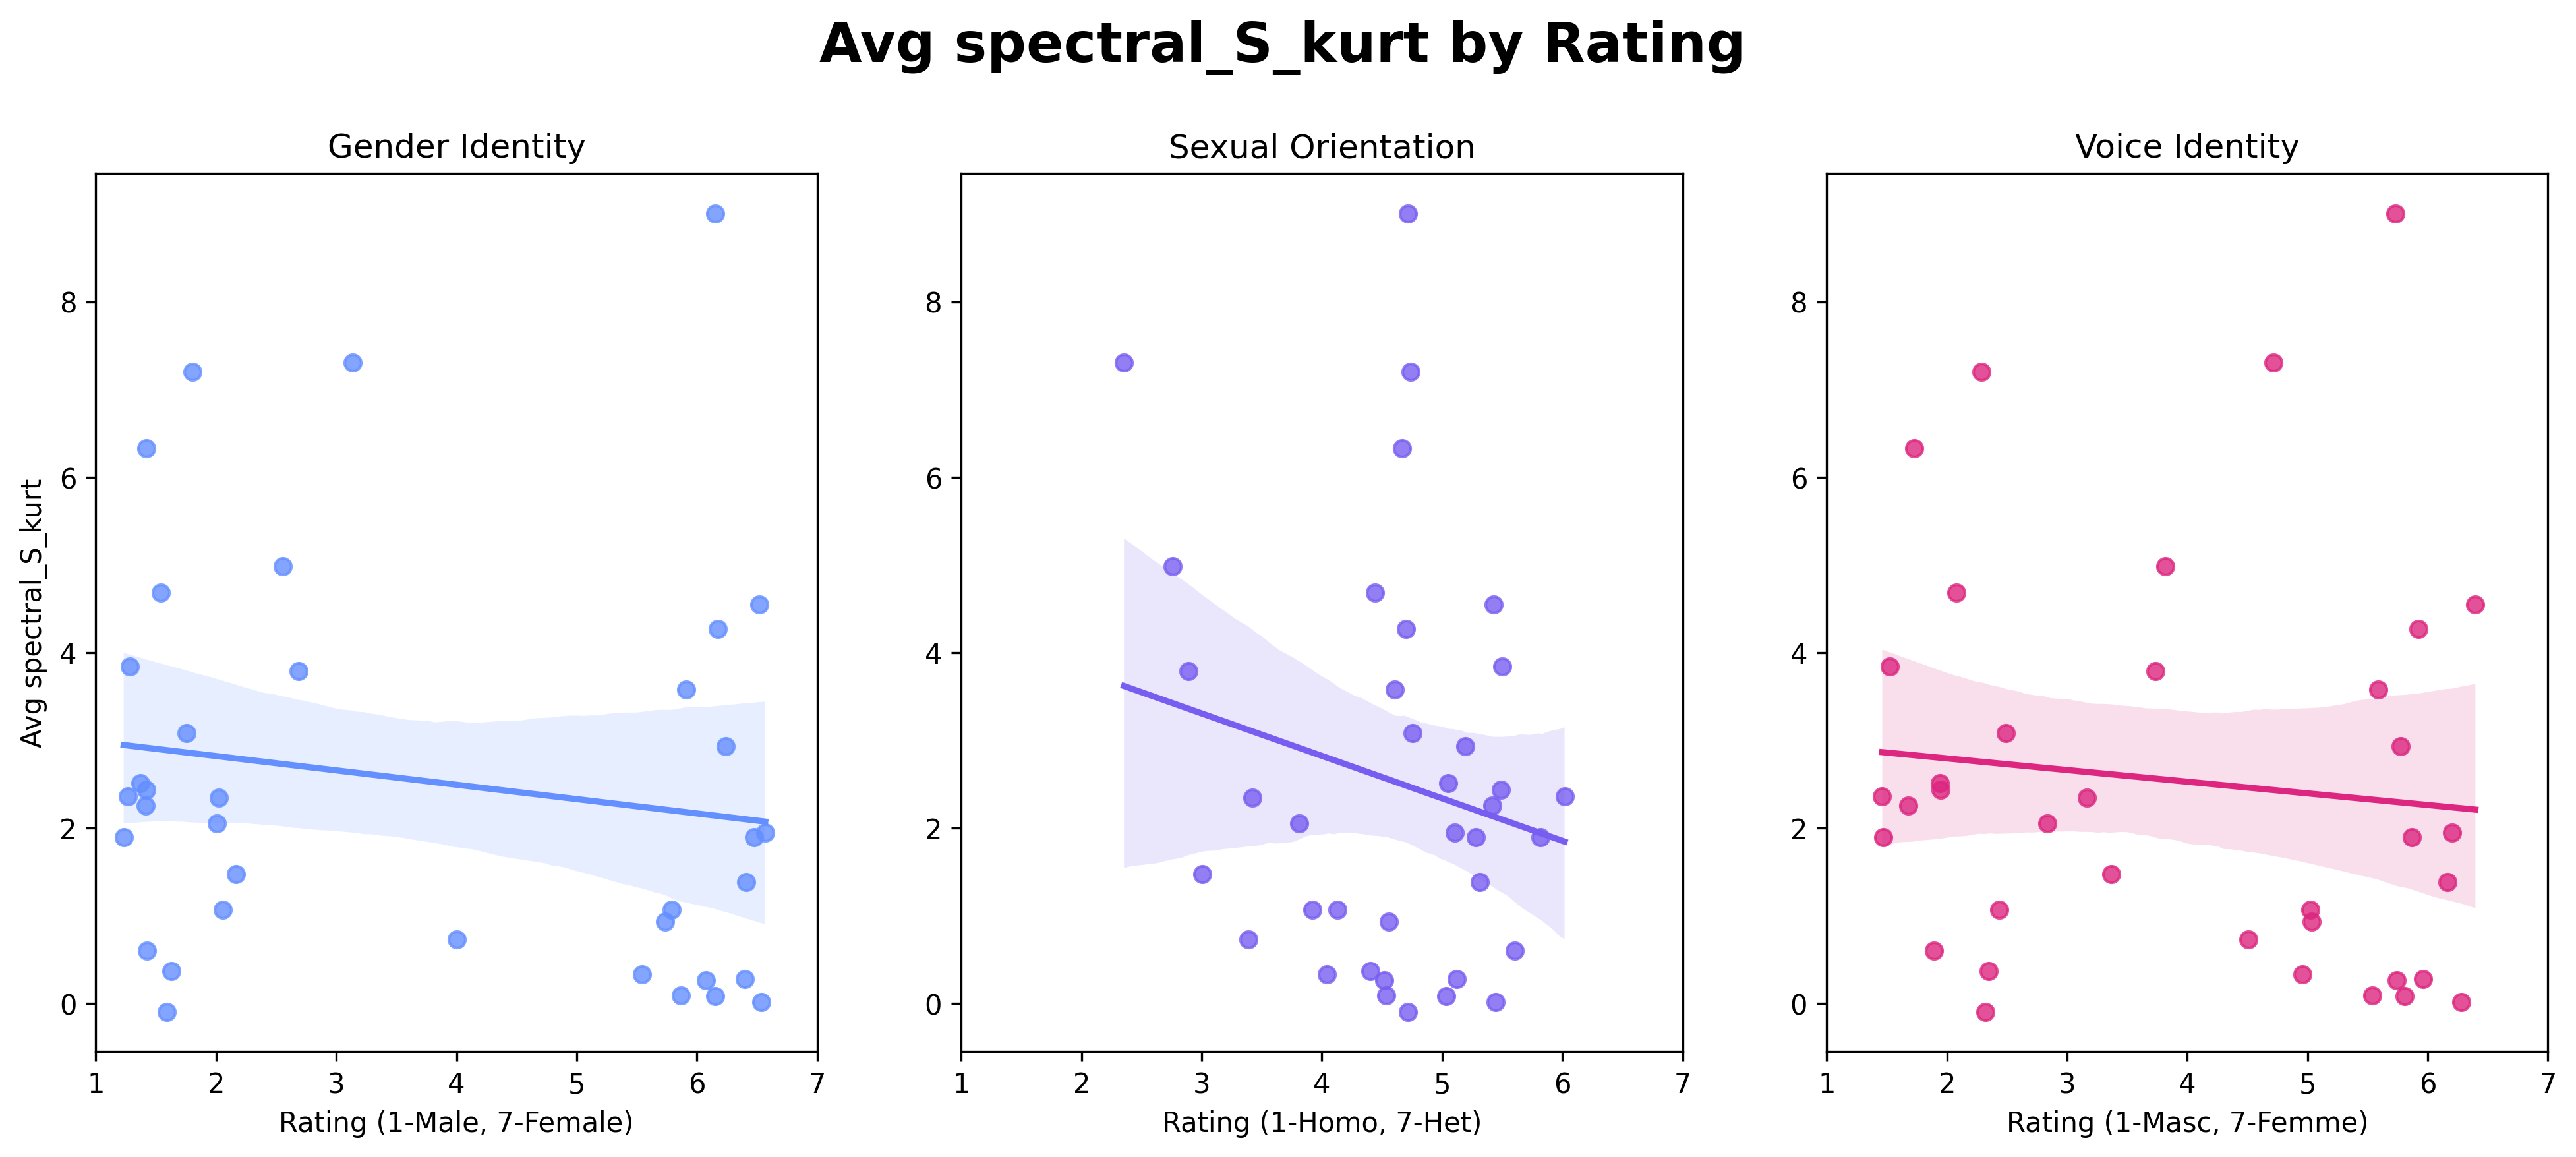 Avg spectral_S_kurt by Rating
Gender Identity
Sexual Orientation
Voice Identity
Avg spectral_S_kurt
8
6
4
2
0
1 2 3 4 5 6 7
Rating (1-Male, 7-Female)
8
6
4
2
0
1 2 3 4 5 6 7
Rating (1-Homo, 7-Het)
8
6
4
2
0
1 2 3 4 5 6 7
Rating (1-Masc, 7-Femme)